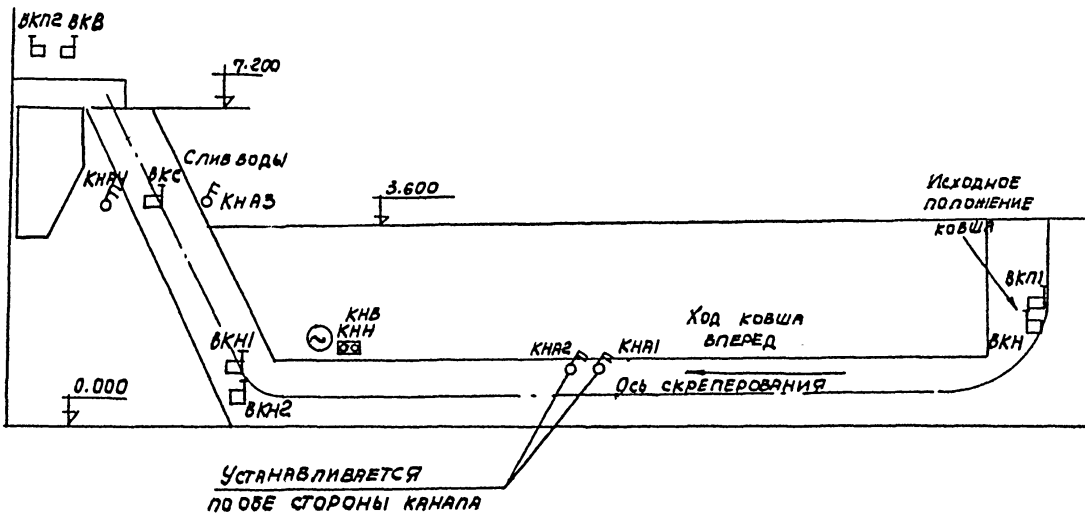 ВКП2 ВКВ
7.200
Слив воды
КНА4
ВКС
КНА3
3.600
Исходное
положение
ковша
ВКП1
ВКН
КНВ
КНН
Ход ковша
вперед
ВКН1
КНА2
КНА1
Ось скреперования
0.000
ВКН2
Устанавливается
по обе стороны канала